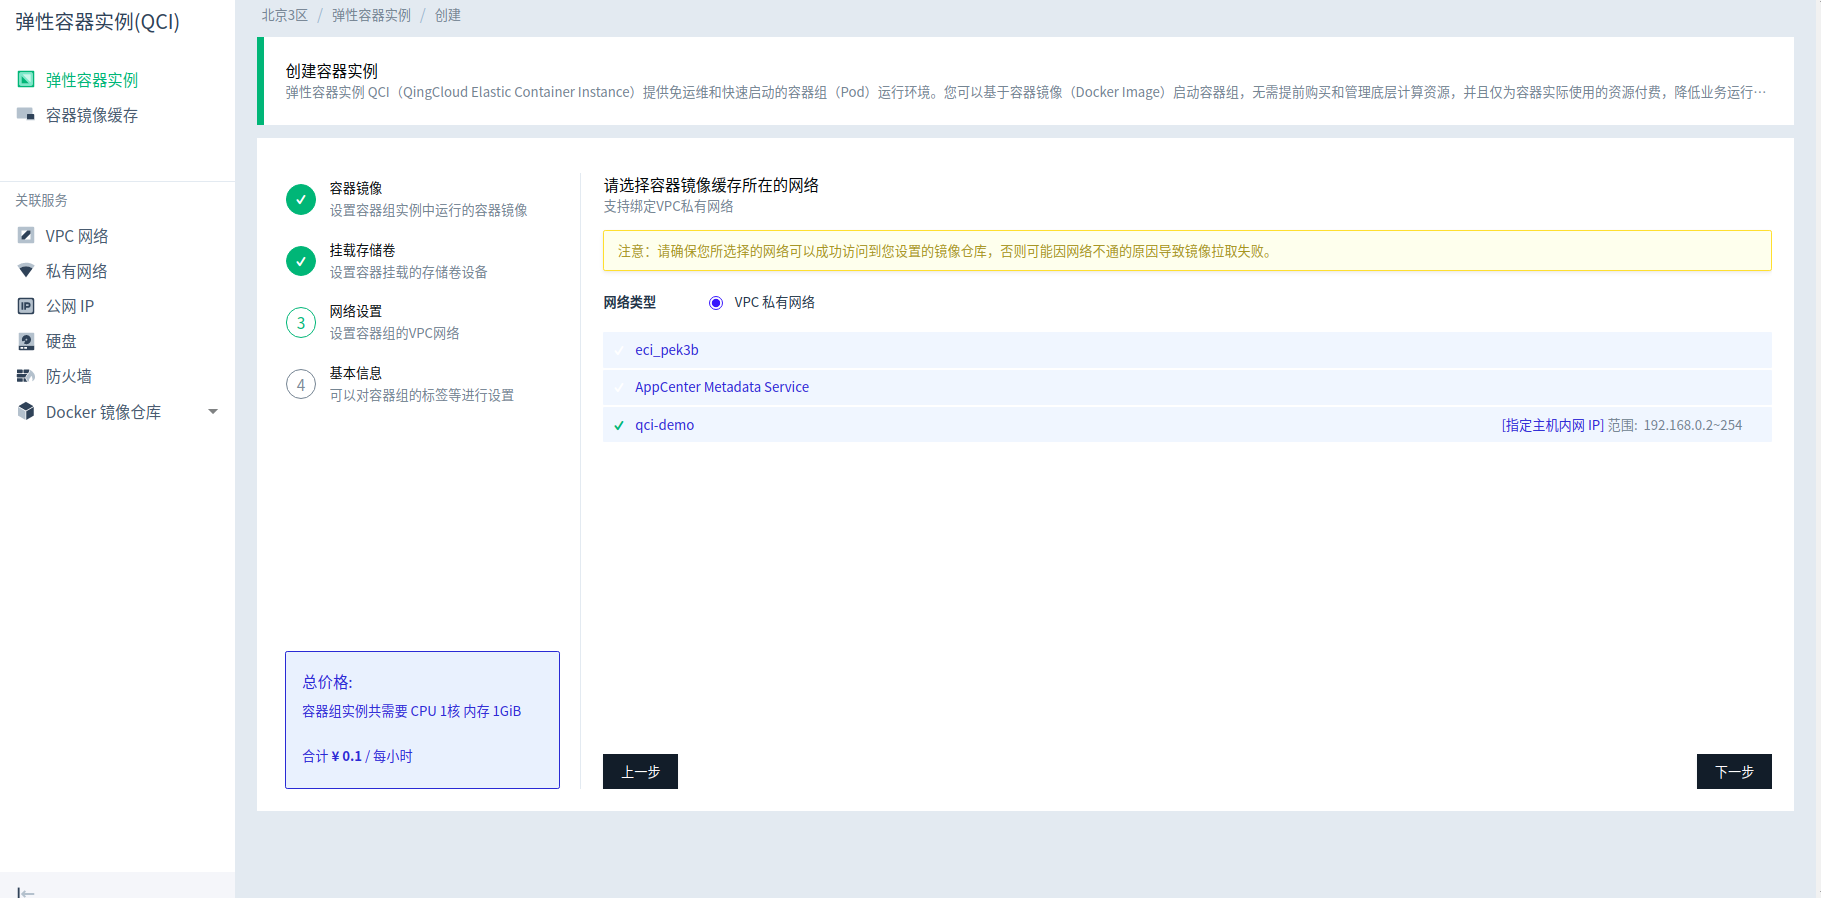 弹性容器实例(QCI)
弹性容器实例
容器镜像缓存
关联服务
VPC 网络
私有网络
IP 公网 IP
硬盘
防火墙
Docker 镜像仓库
北京3区 / 弹性容器实例 / 创建
创建容器实例
弹性容器实例 QCI（QingCloud Elastic Container Instance）提供免运维和快速启动的容器组（Pod）运行环境。您可以基于容器镜像（Docker Image）启动容器组，无需提前购买和管理底层计算资源，并且仅为容器实际使用的资源付费，降低业务运行…
容器镜像
设置容器组实例中运行的容器镜像
挂载存储卷
设置容器挂载的存储卷设备
3 网络设置
设置容器组的VPC网络
4 基本信息
可以对容器组的标签等进行设置
总价格:
容器组实例共需要 CPU 1核 内存 1GiB
合计 ¥ 0.1 / 每小时
请选择容器镜像缓存所在的网络
支持绑定VPC私有网络
注意：请确保您所选择的网络可以成功访问到您设置的镜像仓库，否则可能因网络不通的原因导致镜像拉取失败。
网络类型 VPC 私有网络
eci_pek3b
AppCenter Metadata Service
qci-demo [指定主机内网 IP] 范围: 192.168.0.2~254
上一步 下一步